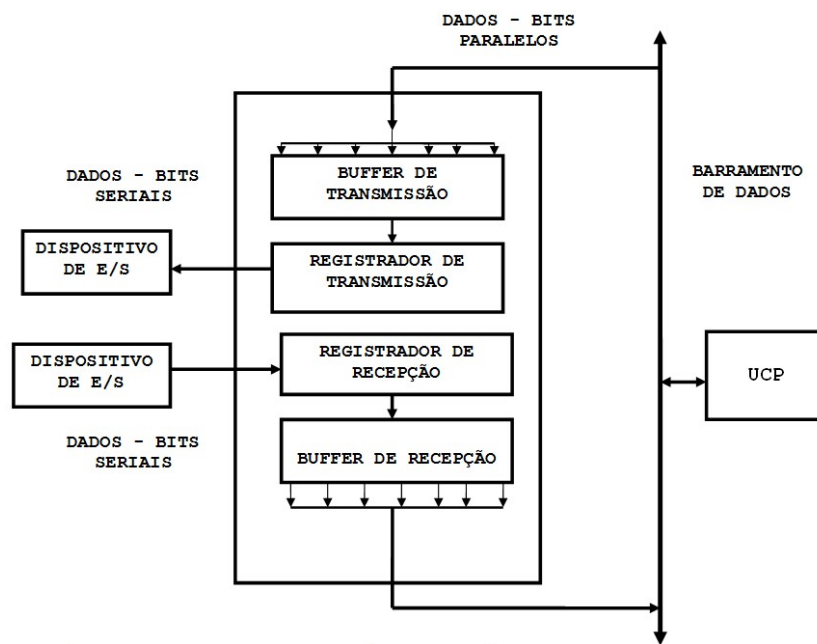 DADOS - BITS
PARALELOS
BUFFER DE
TRANSMISSÃO
DADOS - BITS
SERIAIS
BARRAMENTO
DE DADOS
DISPOSITIVO
DE E/S
REGISTRADOR DE
TRANSMISSÃO
DISPOSITIVO
DE E/S
REGISTRADOR DE
RECEPÇÃO
UCP
DADOS - BITS
SERIAIS
BUFFER DE RECEPÇÃO